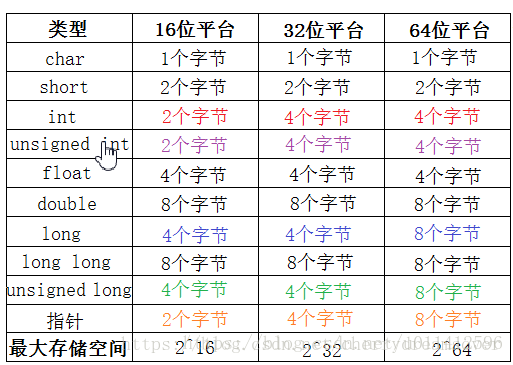 类型 16位平台 32位平台 64位平台
char 1个字节 1个字节 1个字节
short 2个字节 2个字节 2个字节
int 2个字节 4个字节 4个字节
unsigned int 2个字节 4个字节 4个字节
float 4个字节 4个字节 4个字节
double 8个字节 8个字节 8个字节
long 4个字节 4个字节 8个字节
long long 8个字节 8个字节 8个字节
unsigned long 4个字节 4个字节 8个字节
指针 2个字节 4个字节 8个字节
最大存储空间 2^16 2^32 2^64